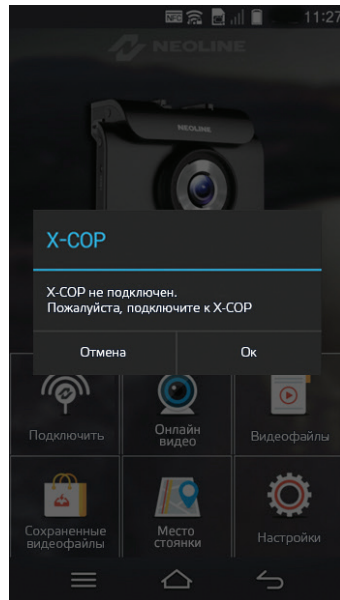 NFC
11:27
NEOLINE
NEOLINE
X-COP
X-COP не подключен.
Пожалуйста, подключите к X-COP
Отмена
Ок
Подключить
Онлайн
видео
Видеофайлы
Сохраненные
видеофайлы
Место
стоянки
Настройки